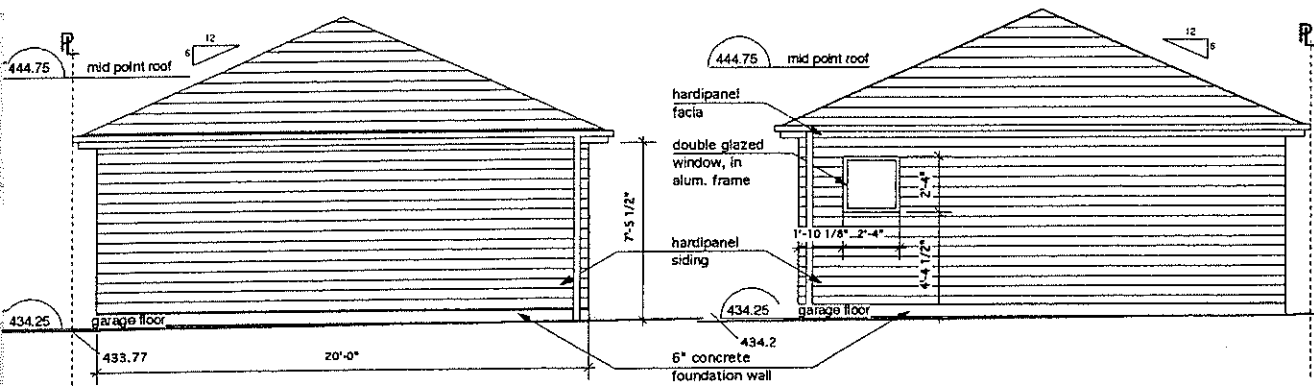 PL
12
6
444.75
mid point roof
444.75
mid point roof
12
6
PL
hardipanel
facia
double glazed
window, in
alum. frame
2'-4"
7"-5 1/2"
1'-10 1/8"
2'-4"
hardipanel
siding
4'-4 1/2"
434.25
garage floor
434.25
garage floor
433.77
434.2
20'-0"
6" concrete
foundation wall